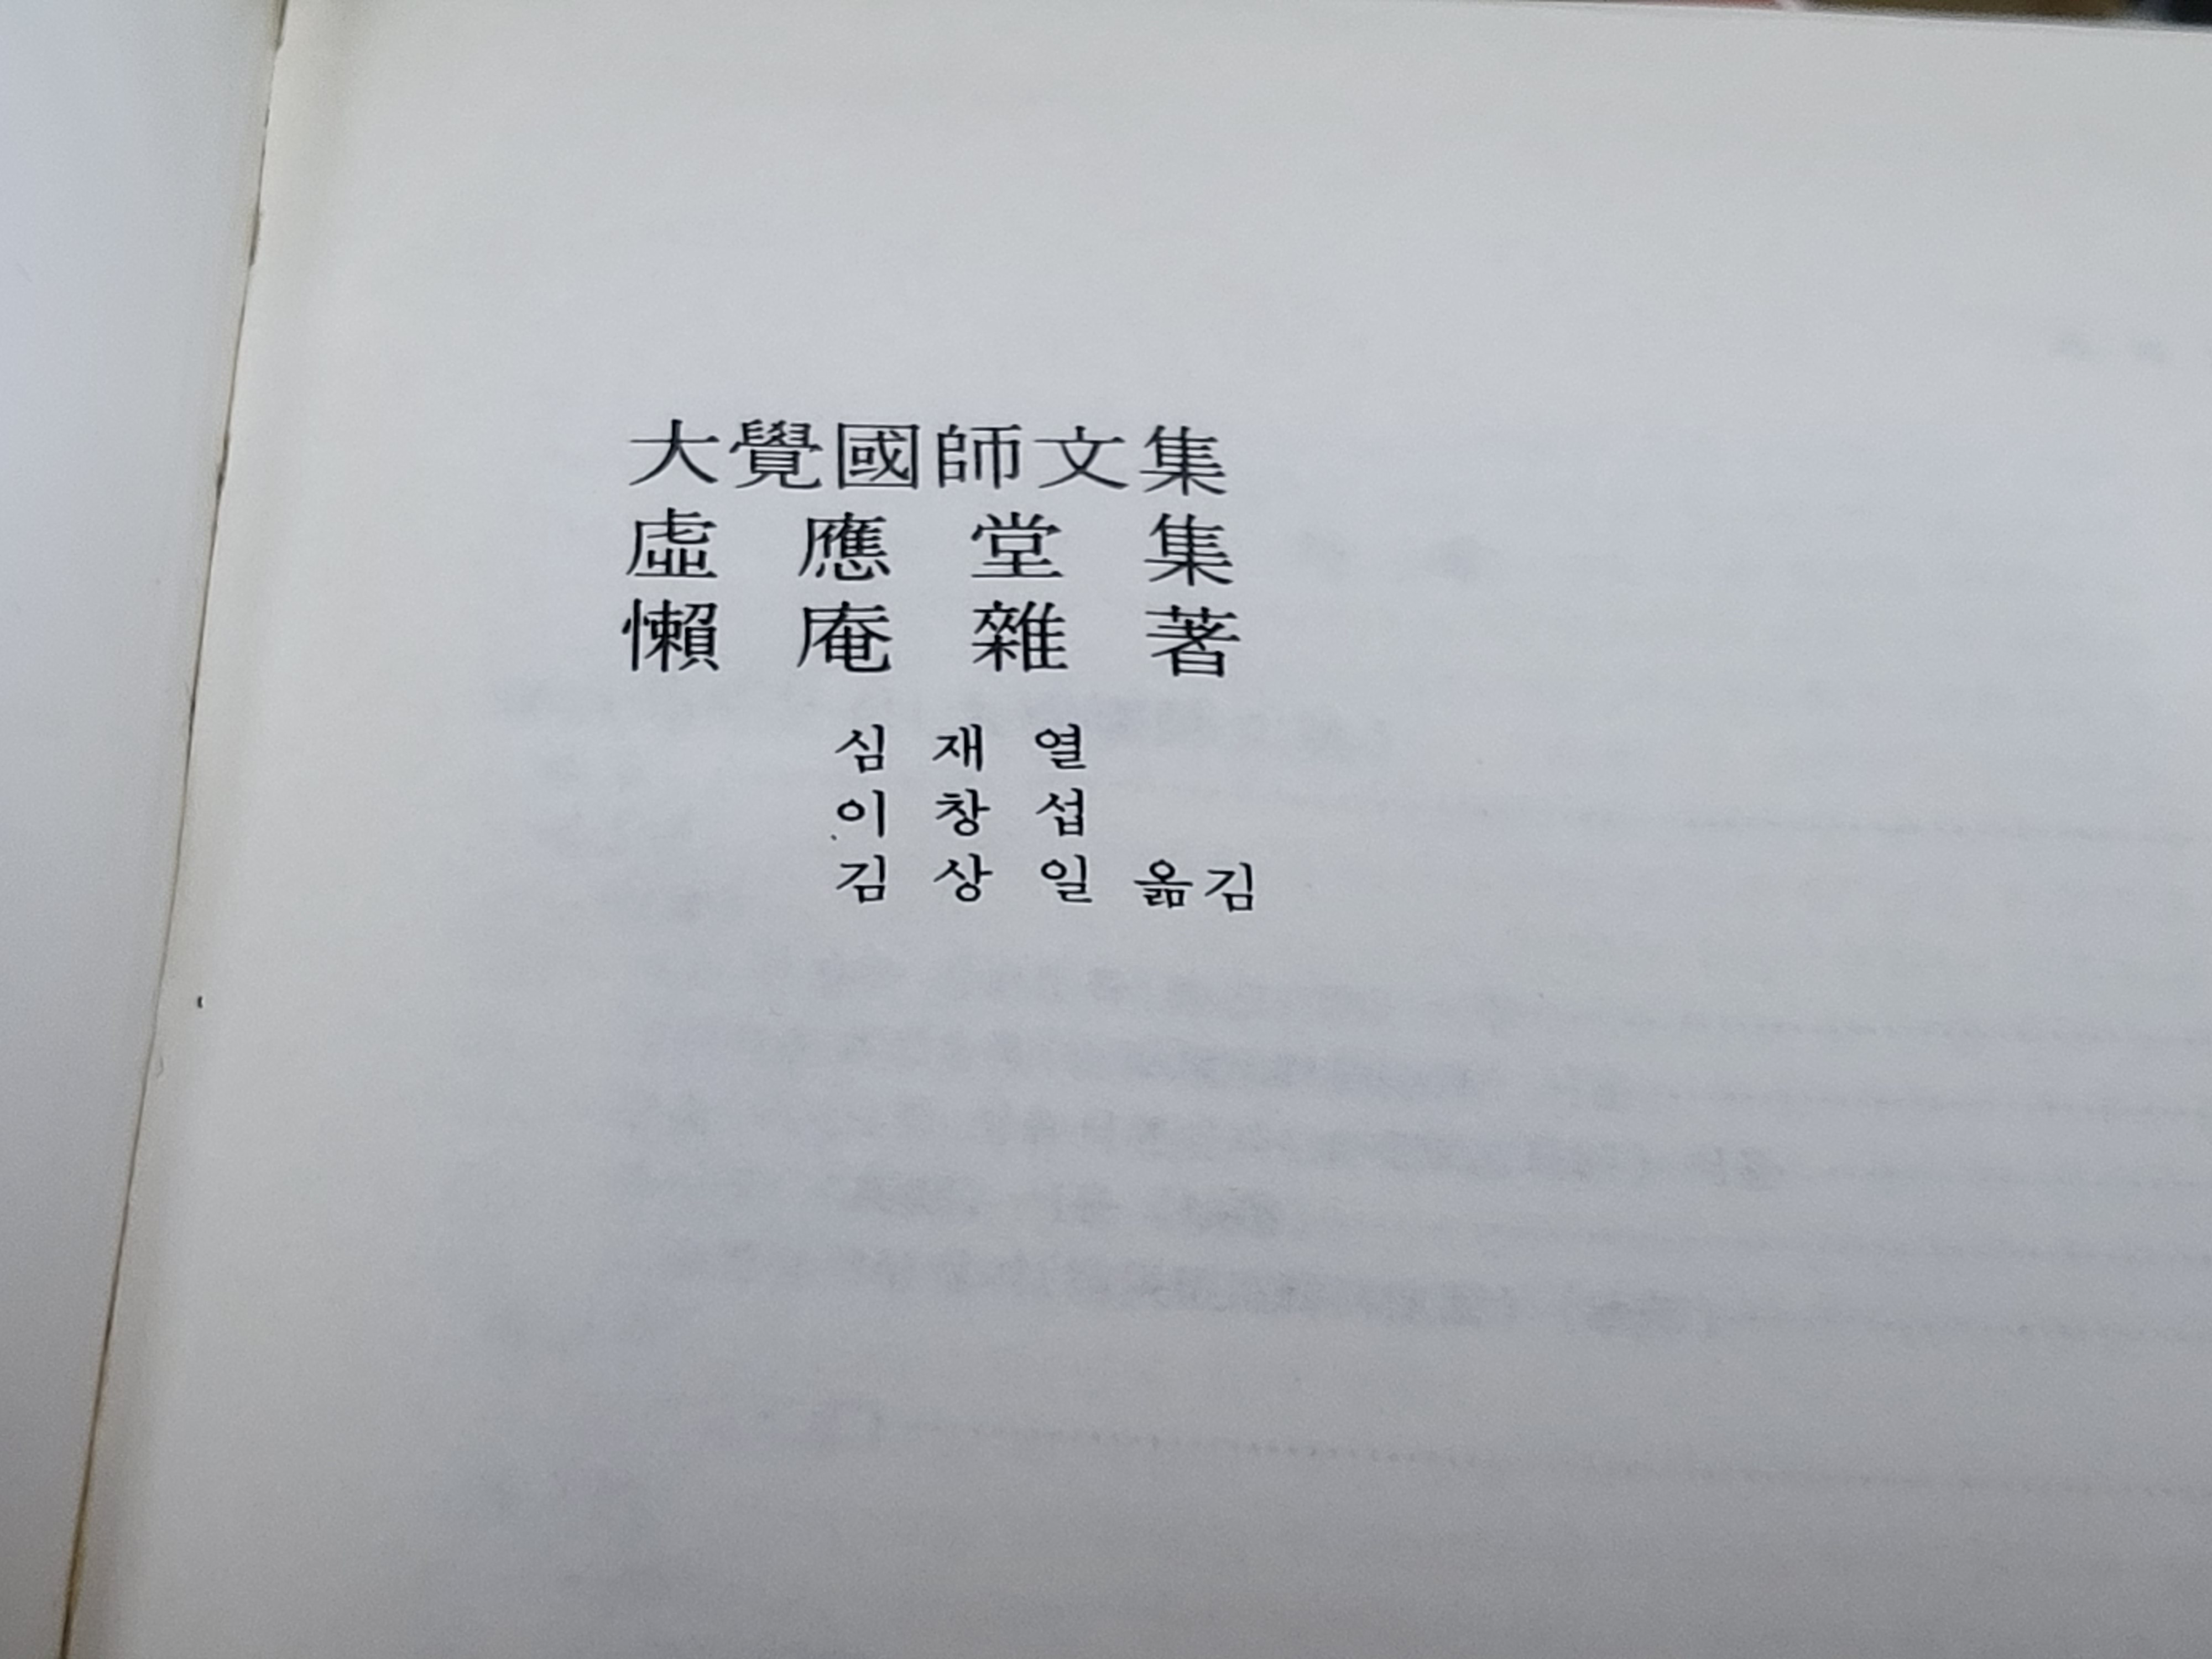 大覺國師文集
虛應堂集
懶庵雜著
심재열
이창섭
김상일 옮김